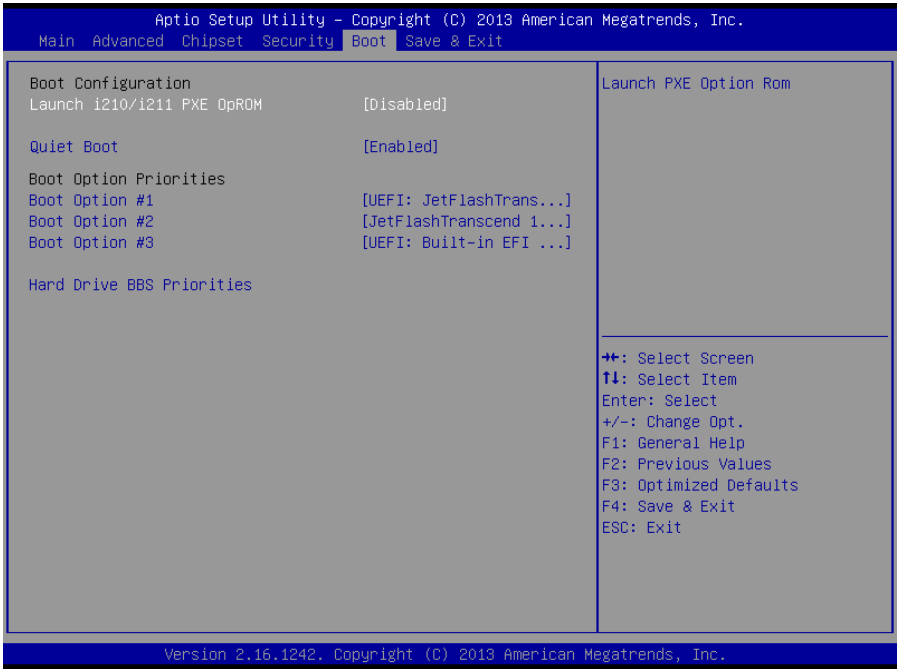 Aptio Setup Utility – Copyright (C) 2013 American Megatrends, Inc.
Main Advanced Chipset Security Boot Save & Exit
Boot Configuration
Launch i210/i211 PXE OpROM [Disabled]
Quiet Boot [Enabled]
Boot Option Priorities
Boot Option #1 [UEFI: JetFlashTrans...]
Boot Option #2 [JetFlashTranscend 1...]
Boot Option #3 [UEFI: Built-in EFI ...]
Hard Drive BBS Priorities
Launch PXE Option Rom
→←: Select Screen
↑↓: Select Item
Enter: Select
+/-: Change Opt.
F1: General Help
F2: Previous Values
F3: Optimized Defaults
F4: Save & Exit
ESC: Exit
Version 2.16.1242. Copyright (C) 2013 American Megatrends, Inc.